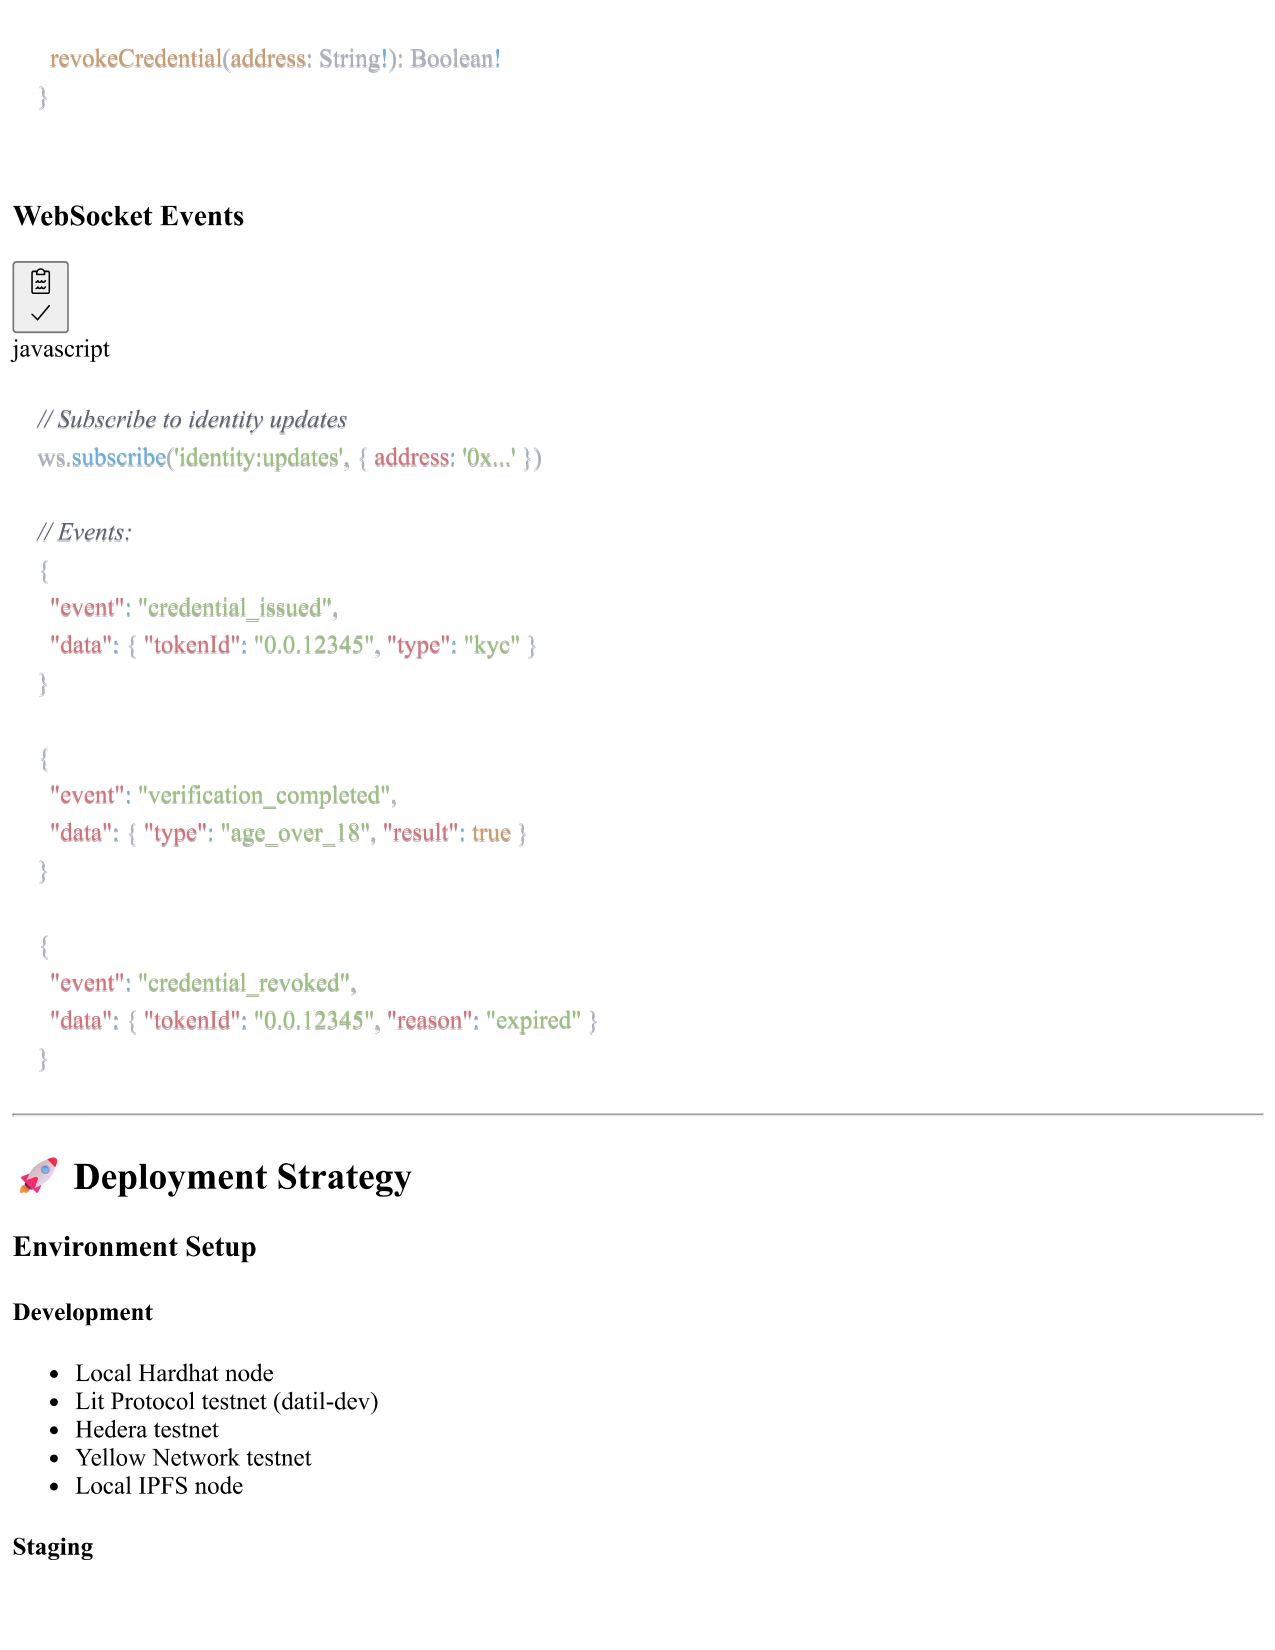 revokeCredential(address: String!): Boolean!
}
WebSocket Events
javascript
// Subscribe to identity updates
ws.subscribe('identity:updates', { address: '0x...' })
// Events:
{
"event": "credential_issued",
"data": { "tokenId": "0.0.12345", "type": "kyc" }
}
{
"event": "verification_completed",
"data": { "type": "age_over_18", "result": true }
}
{
"event": "credential_revoked",
"data": { "tokenId": "0.0.12345", "reason": "expired" }
}
🚀 Deployment Strategy
Environment Setup
Development
• Local Hardhat node
• Lit Protocol testnet (datil-dev)
• Hedera testnet
• Yellow Network testnet
• Local IPFS node
Staging